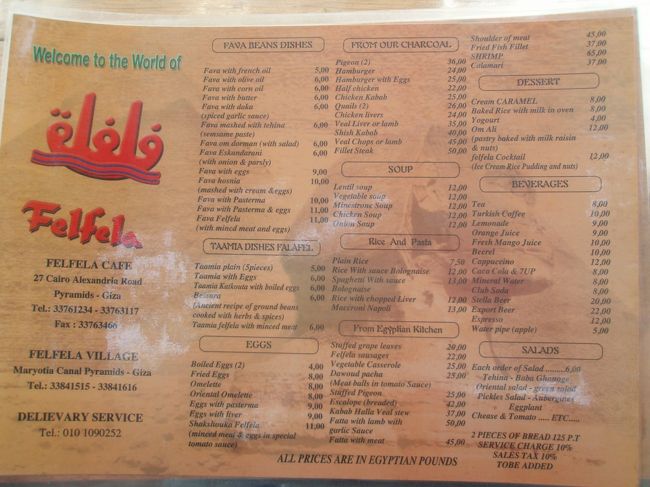 Welcome to the World of
فلفلة
Felfela
FELFELA CAFE
27 Cairo Alexandria Road
Pyramids - Giza
Tel.: 33761234 - 33763117
Fax : 33763466
FELFELA VILLAGE
Maryotia Canal Pyramids - Giza
Tel.: 33841515 - 33841616
DELIEVARY SERVICE
Tel.: 010 1090252
FAVA BEANS DISHES
Fava with french oil 5,00
Fava with olive oil 6,00
Fava with corn oil 6,00
Fava with butter 6,00
Fava with daka 6,00
(spiced garlic sauce)
Fava mashed with tehina.... 6,00
(sensame paste)
Fava om dorman (with salad) 6,00
Fava Eskandarani 6,00
(with onion & parsly)
Fava with eggs 9,00
Fava hosnia 10,00
(mashed with cream &eggs)
Fava with Pasterma 10,00
Fava with Pasterma & eggs 11,00
Fava Felfela 11,00
(with minced meat and eggs)
TAAMIA DISHES FALAFEL
Taamia plain (5pieces) 5,00
Taamia with Eggs 6,00
Taamia Kaikouta with boiled eggs 6,00
Beisara 6,00
(Ancient recipe of ground beans
cooked with herbs & spices)
Taamia felfela with minced meat 6,00
EGGS
Boiled Eggs (2) 4,00
Fried Eggs 4,00
Omelette 8,00
Oriental Omelette 8,00
Eggs with pasterma 9,00
Eggs with liver 9,00
Shakshouka Felfela 11,00
(minced meat & eggs in special
tomato sauce)
FROM OUR CHARCOAL
Pigeon (2) 36,00
Hamburger 24,00
Hamburger with Eggs 25,00
Half chicken 22,00
Chicken Kabab 25,00
Quails (2) 26,00
Chicken livers 24,00
Veal Liver or lamb 35,00
Shish Kabab 40,00
Veal Chops or lamb 45,00
Fillet Steak 50,00
SOUP
Lentil soup 12,00
Vegetable soup 12,00
Minestronc Soup 12,00
Chicken Soup 12,00
Onion Soup 12,00
Rice And Pasta
Plain Rice 7,50
Rice With sauce Bolognaise 12,00
Spaghetti With sauce 13,00
Bolognaise
Rice with chopped Liver 12,00
Maccroni Napoli 13,00
From Egyptian Kitchen
Stuffed grape leaves 20,00
Felfela sausages 22,00
Vegetable Casserole 25,00
Dawoud pacha 25,00
(Meat balls in tomato Sauce)
Stuffed Pigeon
Escalope (breaded) 42,00
Kabab Halla Veal stew 37,00
Fatta with lamb with 50,00
garlic Sauce
Fatta with meat 45,00
Shoulder of meat 45,00
Fried Fish Fillet 37,00
SHRIMP 65,00
Calamari 37,00
DESSERT
Cream CARAMEL 8,00
Baked Rice with milk in oven 8,00
Yogourt 4,00
Om Ali 12,00
(pastry baked with milk raisin
& nuts)
felfela Cocktail 12,00
(Ice Cream Rice Pudding and nuts)
BEVERAGES
Tea 8,00
Turkish Coffee 10,00
Lemonade 9,00
Orange Juice 9,00
Fresh Mango Juice 10,00
Beerel 10,00
Cappuccino 12,00
Caca Cola & 7UP 8,00
Mineral Water 8,00
Club Soda 8,00
Stella Beer 20,00
Export Beer 22,00
Espresso 12,00
Water pipe (apple) 5,00
SALADS
Each order of Salad .........6,00
Tehina - Baba Ghanoge
Oriental salad - green salad
Pickles Salad - Aubergines
Eggplant
Chease & Tomato ..... ETC.....
2 PIECES OF BREAD 125 P.T
SERVICE CHARGE 10%
SALES TAX 10%
TOBE ADDED
ALL PRICES ARE IN EGYPTIAN POUNDS